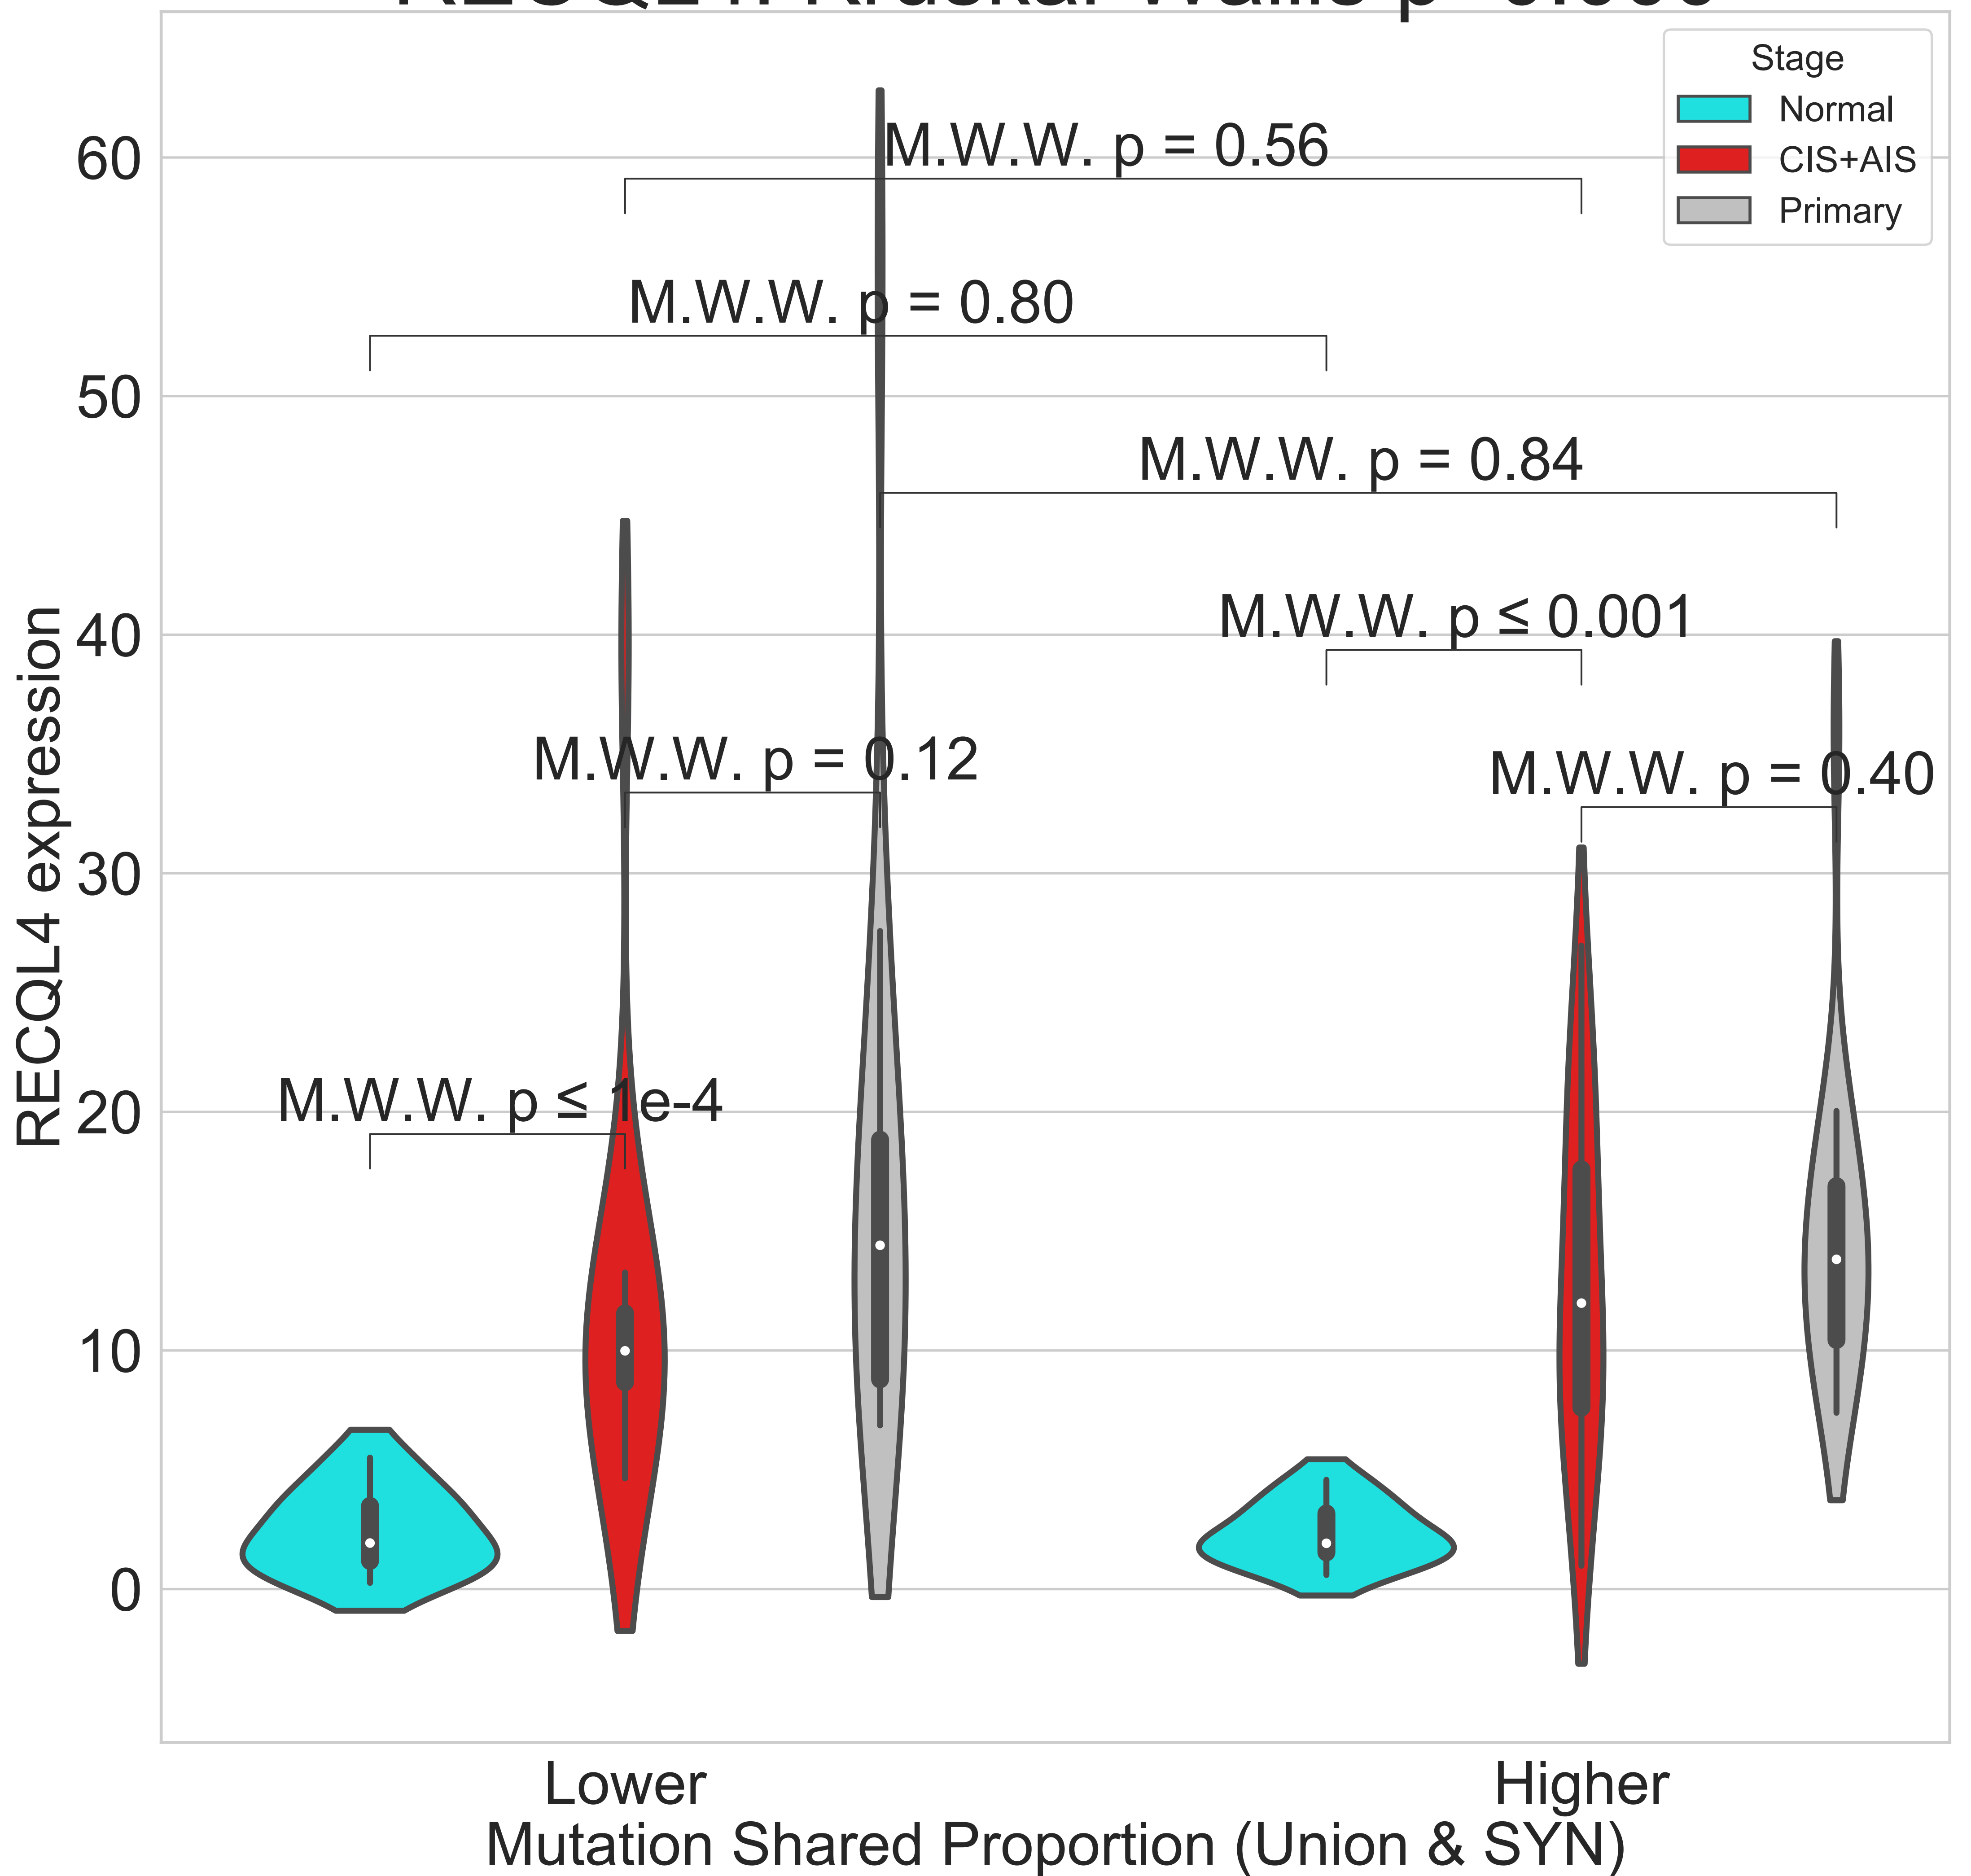 Stage
Normal
CIS+AIS
Primary
M.W.W. p = 0.56
M.W.W. p = 0.80
M.W.W. p = 0.84
M.W.W. p ≤ 0.001
M.W.W. p = 0.12
M.W.W. p = 0.40
M.W.W. p ≤ 1e-4
60
50
40
30
20
10
0
RECQL4 expression
Lower
Higher
Mutation Shared Proportion (Union & SYN)